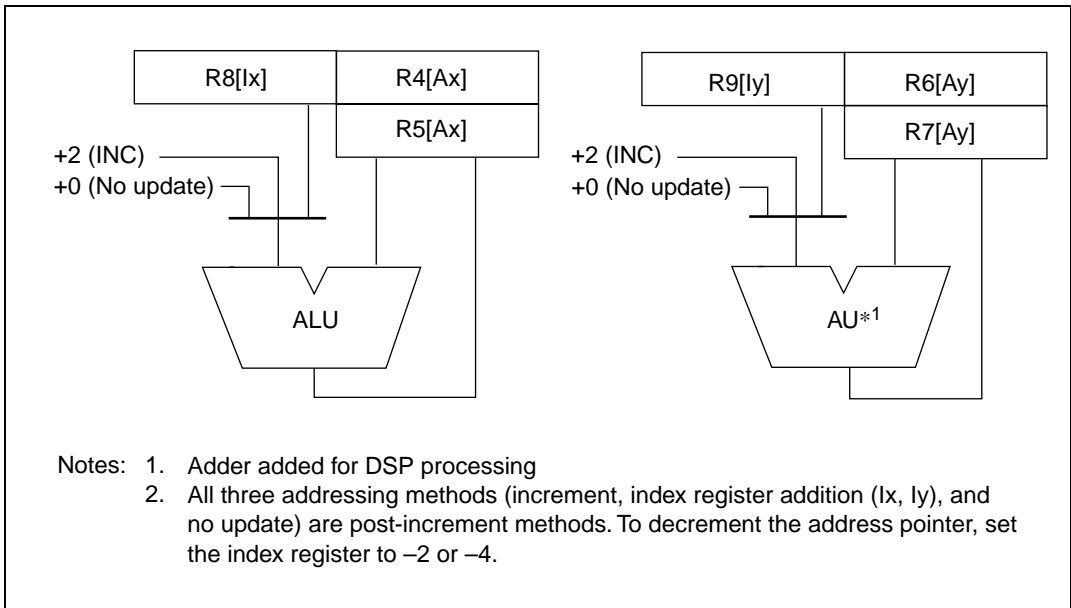 R8[Ix] R4[Ax]
R5[Ax]
+2 (INC)
+0 (No update)
ALU
R9[Iy] R6[Ay]
R7[Ay]
+2 (INC)
+0 (No update)
AU*1
Notes: 1. Adder added for DSP processing
2. All three addressing methods (increment, index register addition (Ix, Iy), and
no update) are post-increment methods. To decrement the address pointer, set
the index register to –2 or –4.